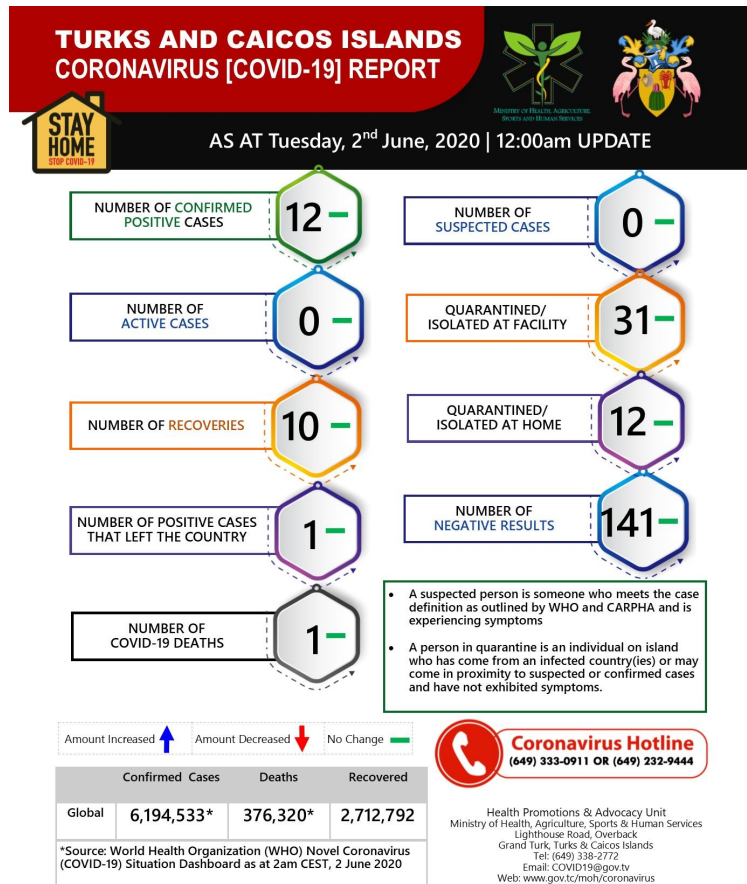 TURKS AND CAICOS ISLANDS
CORONAVIRUS [COVID-19] REPORT
MINISTRY OF HEALTH, AGRICULTURE,
SPORTS AND HUMAN SERVICES
STAY
HOME
STOP COVID-19
AS AT Tuesday, 2nd June, 2020 | 12:00am UPDATE
NUMBER OF CONFIRMED
POSITIVE CASES
12
NUMBER OF
SUSPECTED CASES
0
NUMBER OF
ACTIVE CASES
0
QUARANTINED/
ISOLATED AT FACILITY
31
NUMBER OF RECOVERIES
10
QUARANTINED/
ISOLATED AT HOME
12
NUMBER OF POSITIVE CASES
THAT LEFT THE COUNTRY
1
NUMBER OF
NEGATIVE RESULTS
141
NUMBER OF
COVID-19 DEATHS
1
• A suspected person is someone who meets the case
definition as outlined by WHO and CARPHA and is
experiencing symptoms
• A person in quarantine is an individual on island
who has come from an infected country(ies) or may
come in proximity to suspected or confirmed cases
and have not exhibited symptoms.
Amount Increased
Amount Decreased
No Change
Confirmed Cases Deaths Recovered
Global 6,194,533* 376,320* 2,712,792
*Source: World Health Organization (WHO) Novel Coronavirus
(COVID-19) Situation Dashboard as at 2am CEST, 2 June 2020
Coronavirus Hotline
(649) 333-0911 OR (649) 232-9444
Health Promotions & Advocacy Unit
Ministry of Health, Agriculture, Sports & Human Services
Lighthouse Road, Overback
Grand Turk, Turks & Caicos Islands
Tel: (649) 338-2772
Email: COVID19@gov.tv
Web: www.gov.tc/moh/coronavirus